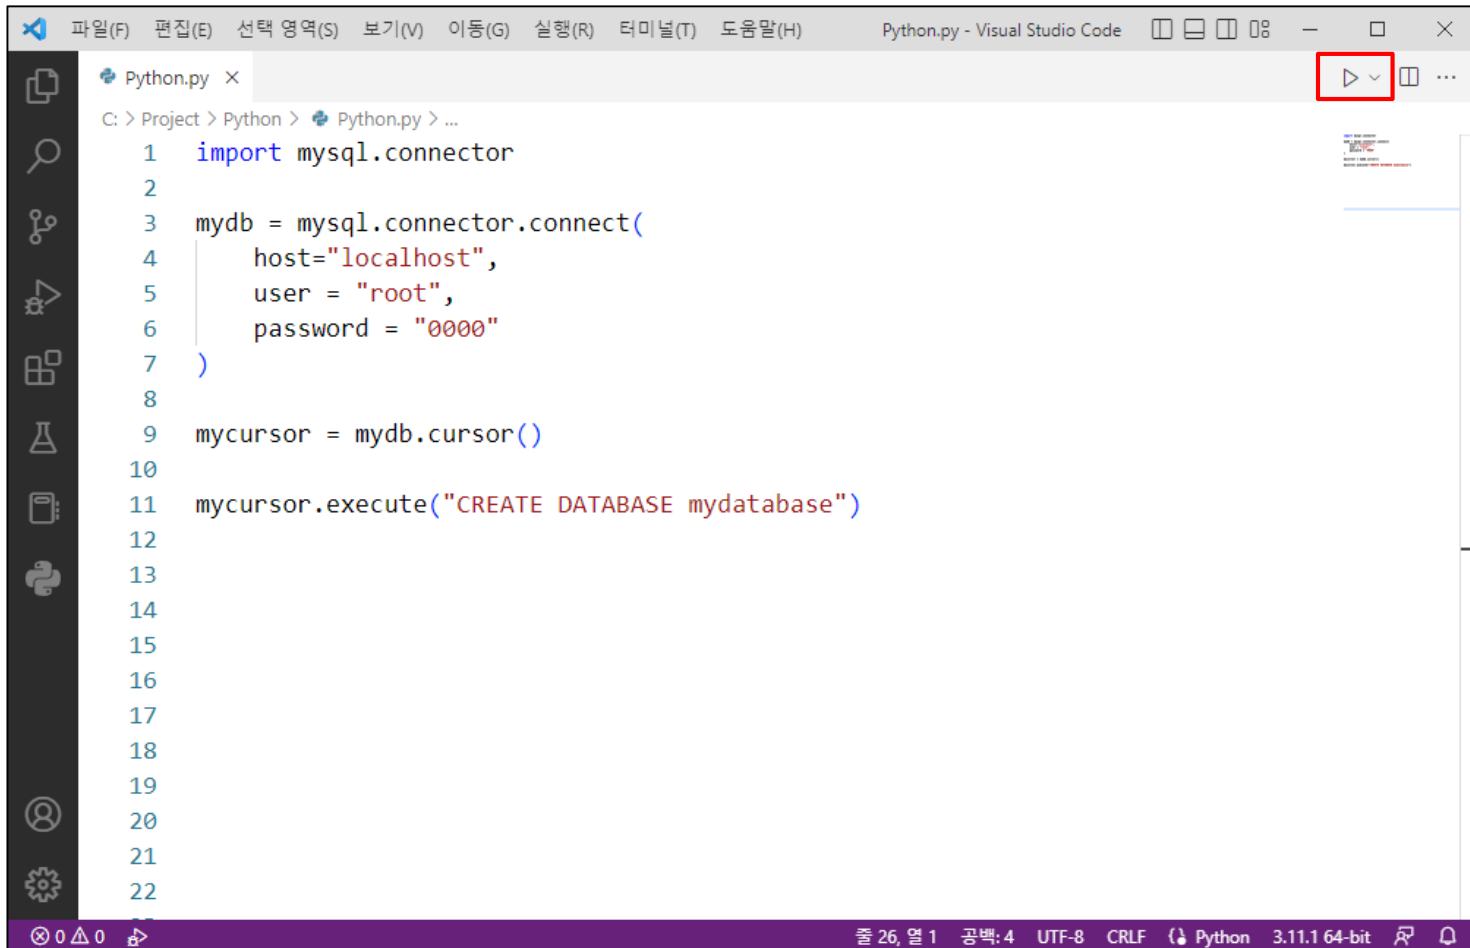 파일(F) 편집(E) 선택 영역(S) 보기(V) 이동(G) 실행(R) 터미널(T) 도움말(H) Python.py - Visual Studio Code
Python.py
C: > Project > Python > Python.py > ...
1 import mysql.connector
2
3 mydb = mysql.connector.connect(
4 host="localhost",
5 user = "root",
6 password = "0000"
7 )
8
9 mycursor = mydb.cursor()
10
11 mycursor.execute("CREATE DATABASE mydatabase")
12
13
14
15
16
17
18
19
20
21
22
0 0 줄 26, 열 1 공백: 4 UTF-8 CRLF Python 3.11.1 64-bit